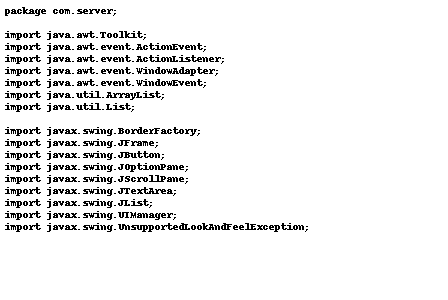 package com.server;

import java.awt.Toolkit;
import java.awt.event.ActionEvent;
import java.awt.event.ActionListener;
import java.awt.event.WindowAdapter;
import java.awt.event.WindowEvent;
import java.util.ArrayList;
import java.util.List;

import javax.swing.BorderFactory;
import javax.swing.JFrame;
import javax.swing.JButton;
import javax.swing.JOptionPane;
import javax.swing.JScrollPane;
import javax.swing.JTextArea;
import javax.swing.JList;
import javax.swing.UIManager;
import javax.swing.UnsupportedLookAndFeelException;